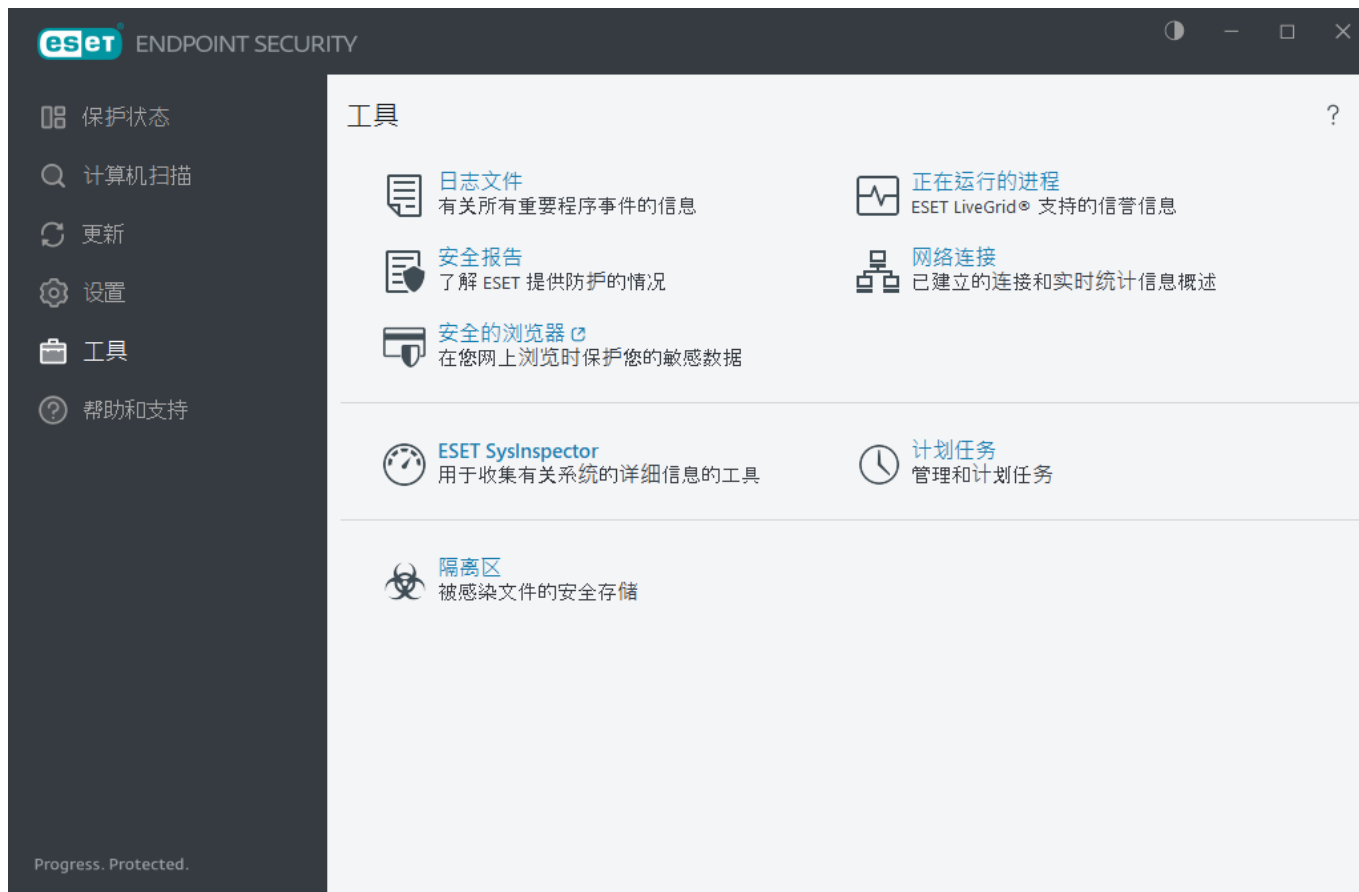 eset ENDPOINT SECURITY
保护状态
计算机扫描
更新
设置
工具
帮助和支持
Progress. Protected.
工具
?
日志文件
有关所有重要程序事件的信息
正在运行的进程
ESET LiveGrid® 支持的信誉信息
安全报告
了解 ESET 提供防护的情况
网络连接
已建立的连接和实时统计信息概述
安全的浏览器
在您网上浏览时保护您的敏感数据
ESET SysInspector
用于收集有关系统的详细信息的工具
计划任务
管理和计划任务
隔离区
被感染文件的安全存储